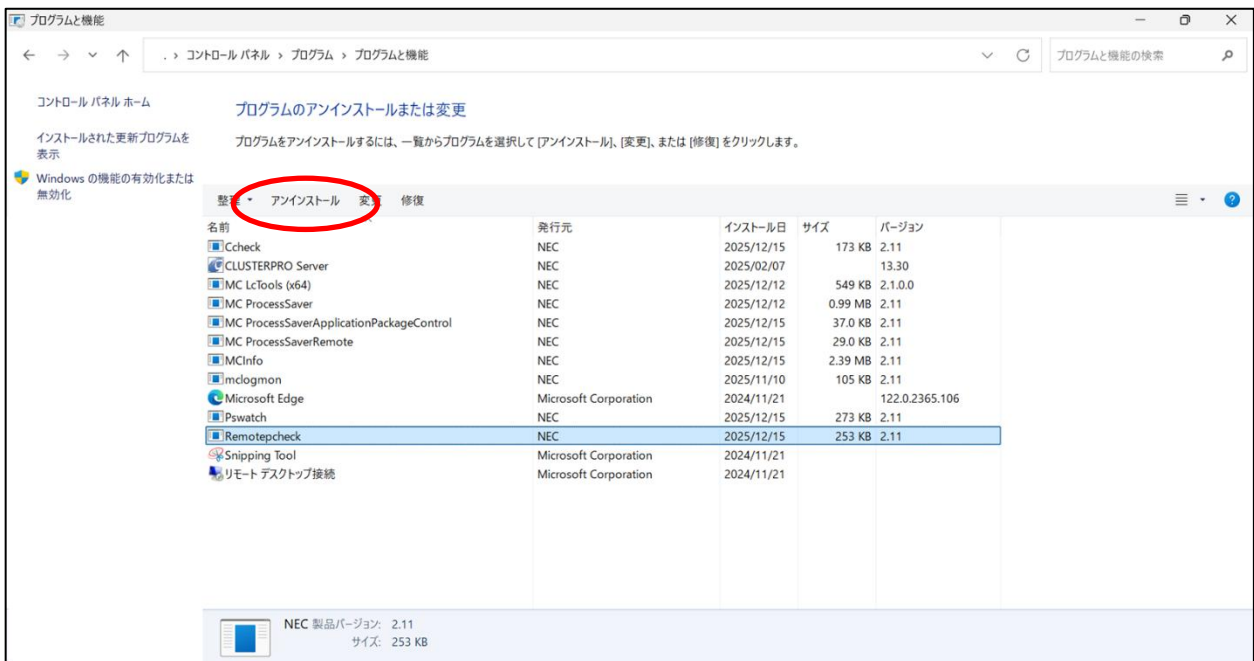 プログラムと機能
. › コントロール パネル › プログラム › プログラムと機能
プログラムと機能の検索
コントロール パネル ホーム
インストールされた更新プログラムを
表示
Windows の機能の有効化または
無効化
プログラムのアンインストールまたは変更
プログラムをアンインストールするには、一覧からプログラムを選択して [アンインストール]、[変更]、または [修復] をクリックします。
整理 アンインストール 変更 修復
名前 発行元 インストール日 サイズ バージョン
Ccheck NEC 2025/12/15 173 KB 2.11
CLUSTERPRO Server NEC 2025/02/07 13.30
MC LcTools (x64) NEC 2025/12/12 549 KB 2.1.0.0
MC ProcessSaver NEC 2025/12/12 0.99 MB 2.11
MC ProcessSaverApplicationPackageControl NEC 2025/12/15 37.0 KB 2.11
MC ProcessSaverRemote NEC 2025/12/15 29.0 KB 2.11
MCInfo NEC 2025/12/15 2.39 MB 2.11
mclogmon NEC 2025/11/10 105 KB 2.11
Microsoft Edge Microsoft Corporation 2024/11/21 122.0.2365.106
Pswatch NEC 2025/12/15 273 KB 2.11
Remotepcheck NEC 2025/12/15 253 KB 2.11
Snipping Tool Microsoft Corporation 2024/11/21
リモート デスクトップ接続 Microsoft Corporation 2024/11/21
NEC 製品バージョン: 2.11
サイズ: 253 KB